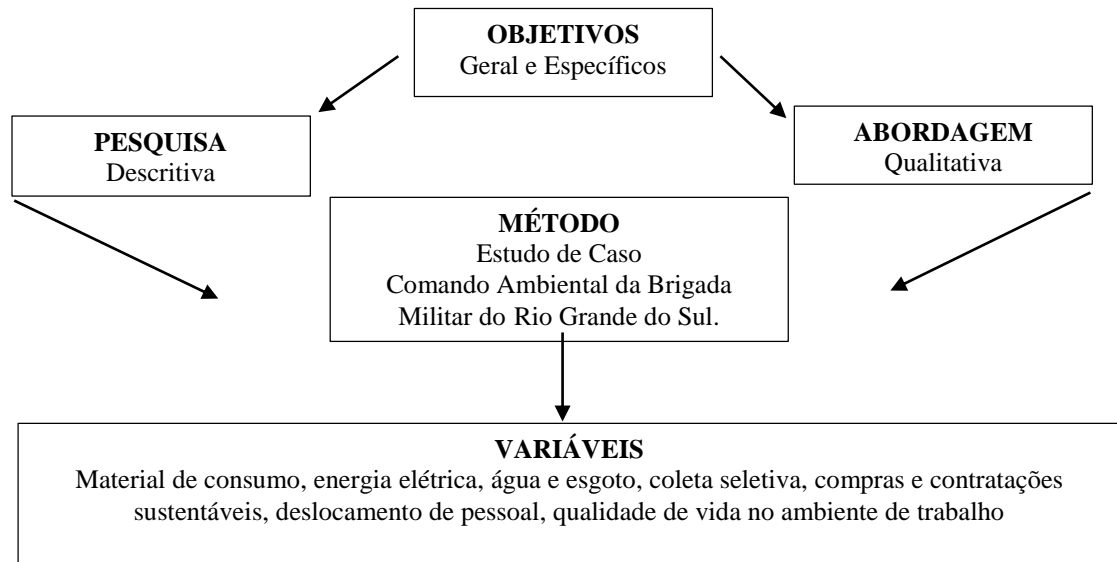 OBJETIVOS
Geral e Específicos
PESQUISA
Descritiva
ABORDAGEM
Qualitativa
MÉTODO
Estudo de Caso
Comando Ambiental da Brigada
Militar do Rio Grande do Sul.
VARIÁVEIS
Material de consumo, energia elétrica, água e esgoto, coleta seletiva, compras e contratações
sustentáveis, deslocamento de pessoal, qualidade de vida no ambiente de trabalho